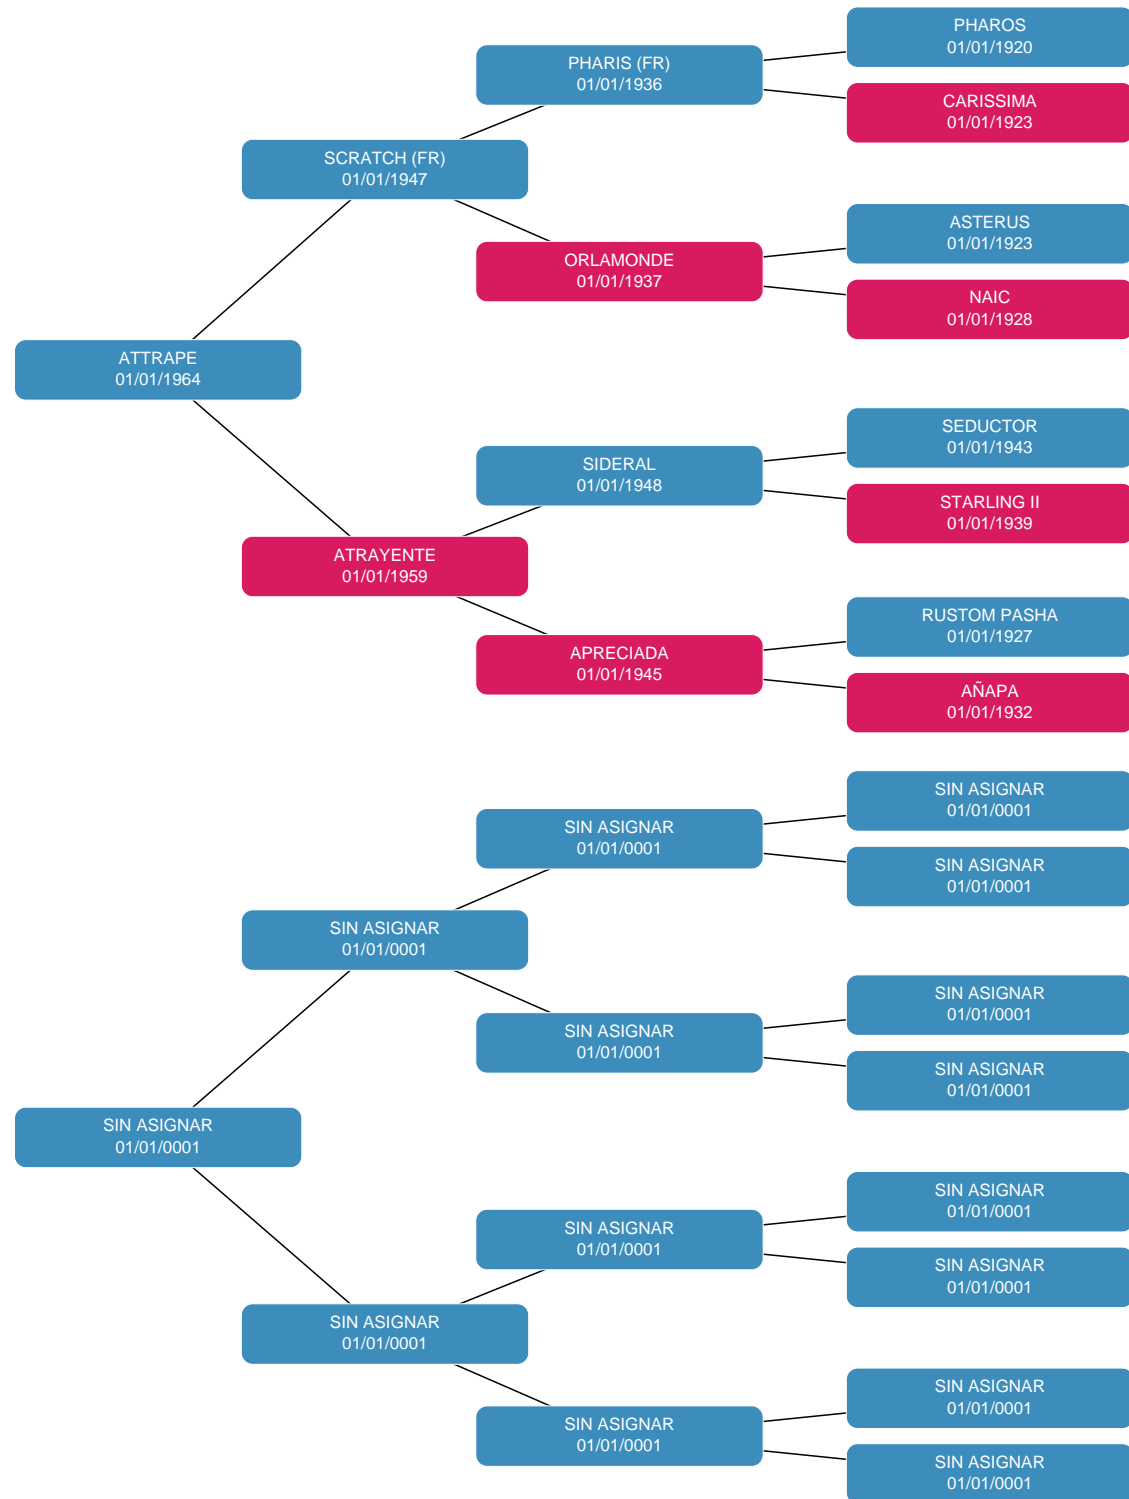 PHAROS
01/01/1920
PHARIS (FR)
01/01/1936
CARISSIMA
01/01/1923
SCRATCH (FR)
01/01/1947
ASTERUS
01/01/1923
ORLAMONDE
01/01/1937
NAIC
01/01/1928
ATTRAPE
01/01/1964
SEDUCTOR
01/01/1943
SIDERAL
01/01/1948
STARLING II
01/01/1939
ATRAYENTE
01/01/1959
RUSTOM PASHA
01/01/1927
APRECIADA
01/01/1945
AÑAPA
01/01/1932
SIN ASIGNAR
01/01/0001
SIN ASIGNAR
01/01/0001
SIN ASIGNAR
01/01/0001
SIN ASIGNAR
01/01/0001
SIN ASIGNAR
01/01/0001
SIN ASIGNAR
01/01/0001
SIN ASIGNAR
01/01/0001
SIN ASIGNAR
01/01/0001
SIN ASIGNAR
01/01/0001
SIN ASIGNAR
01/01/0001
SIN ASIGNAR
01/01/0001
SIN ASIGNAR
01/01/0001
SIN ASIGNAR
01/01/0001
SIN ASIGNAR
01/01/0001
SIN ASIGNAR
01/01/0001